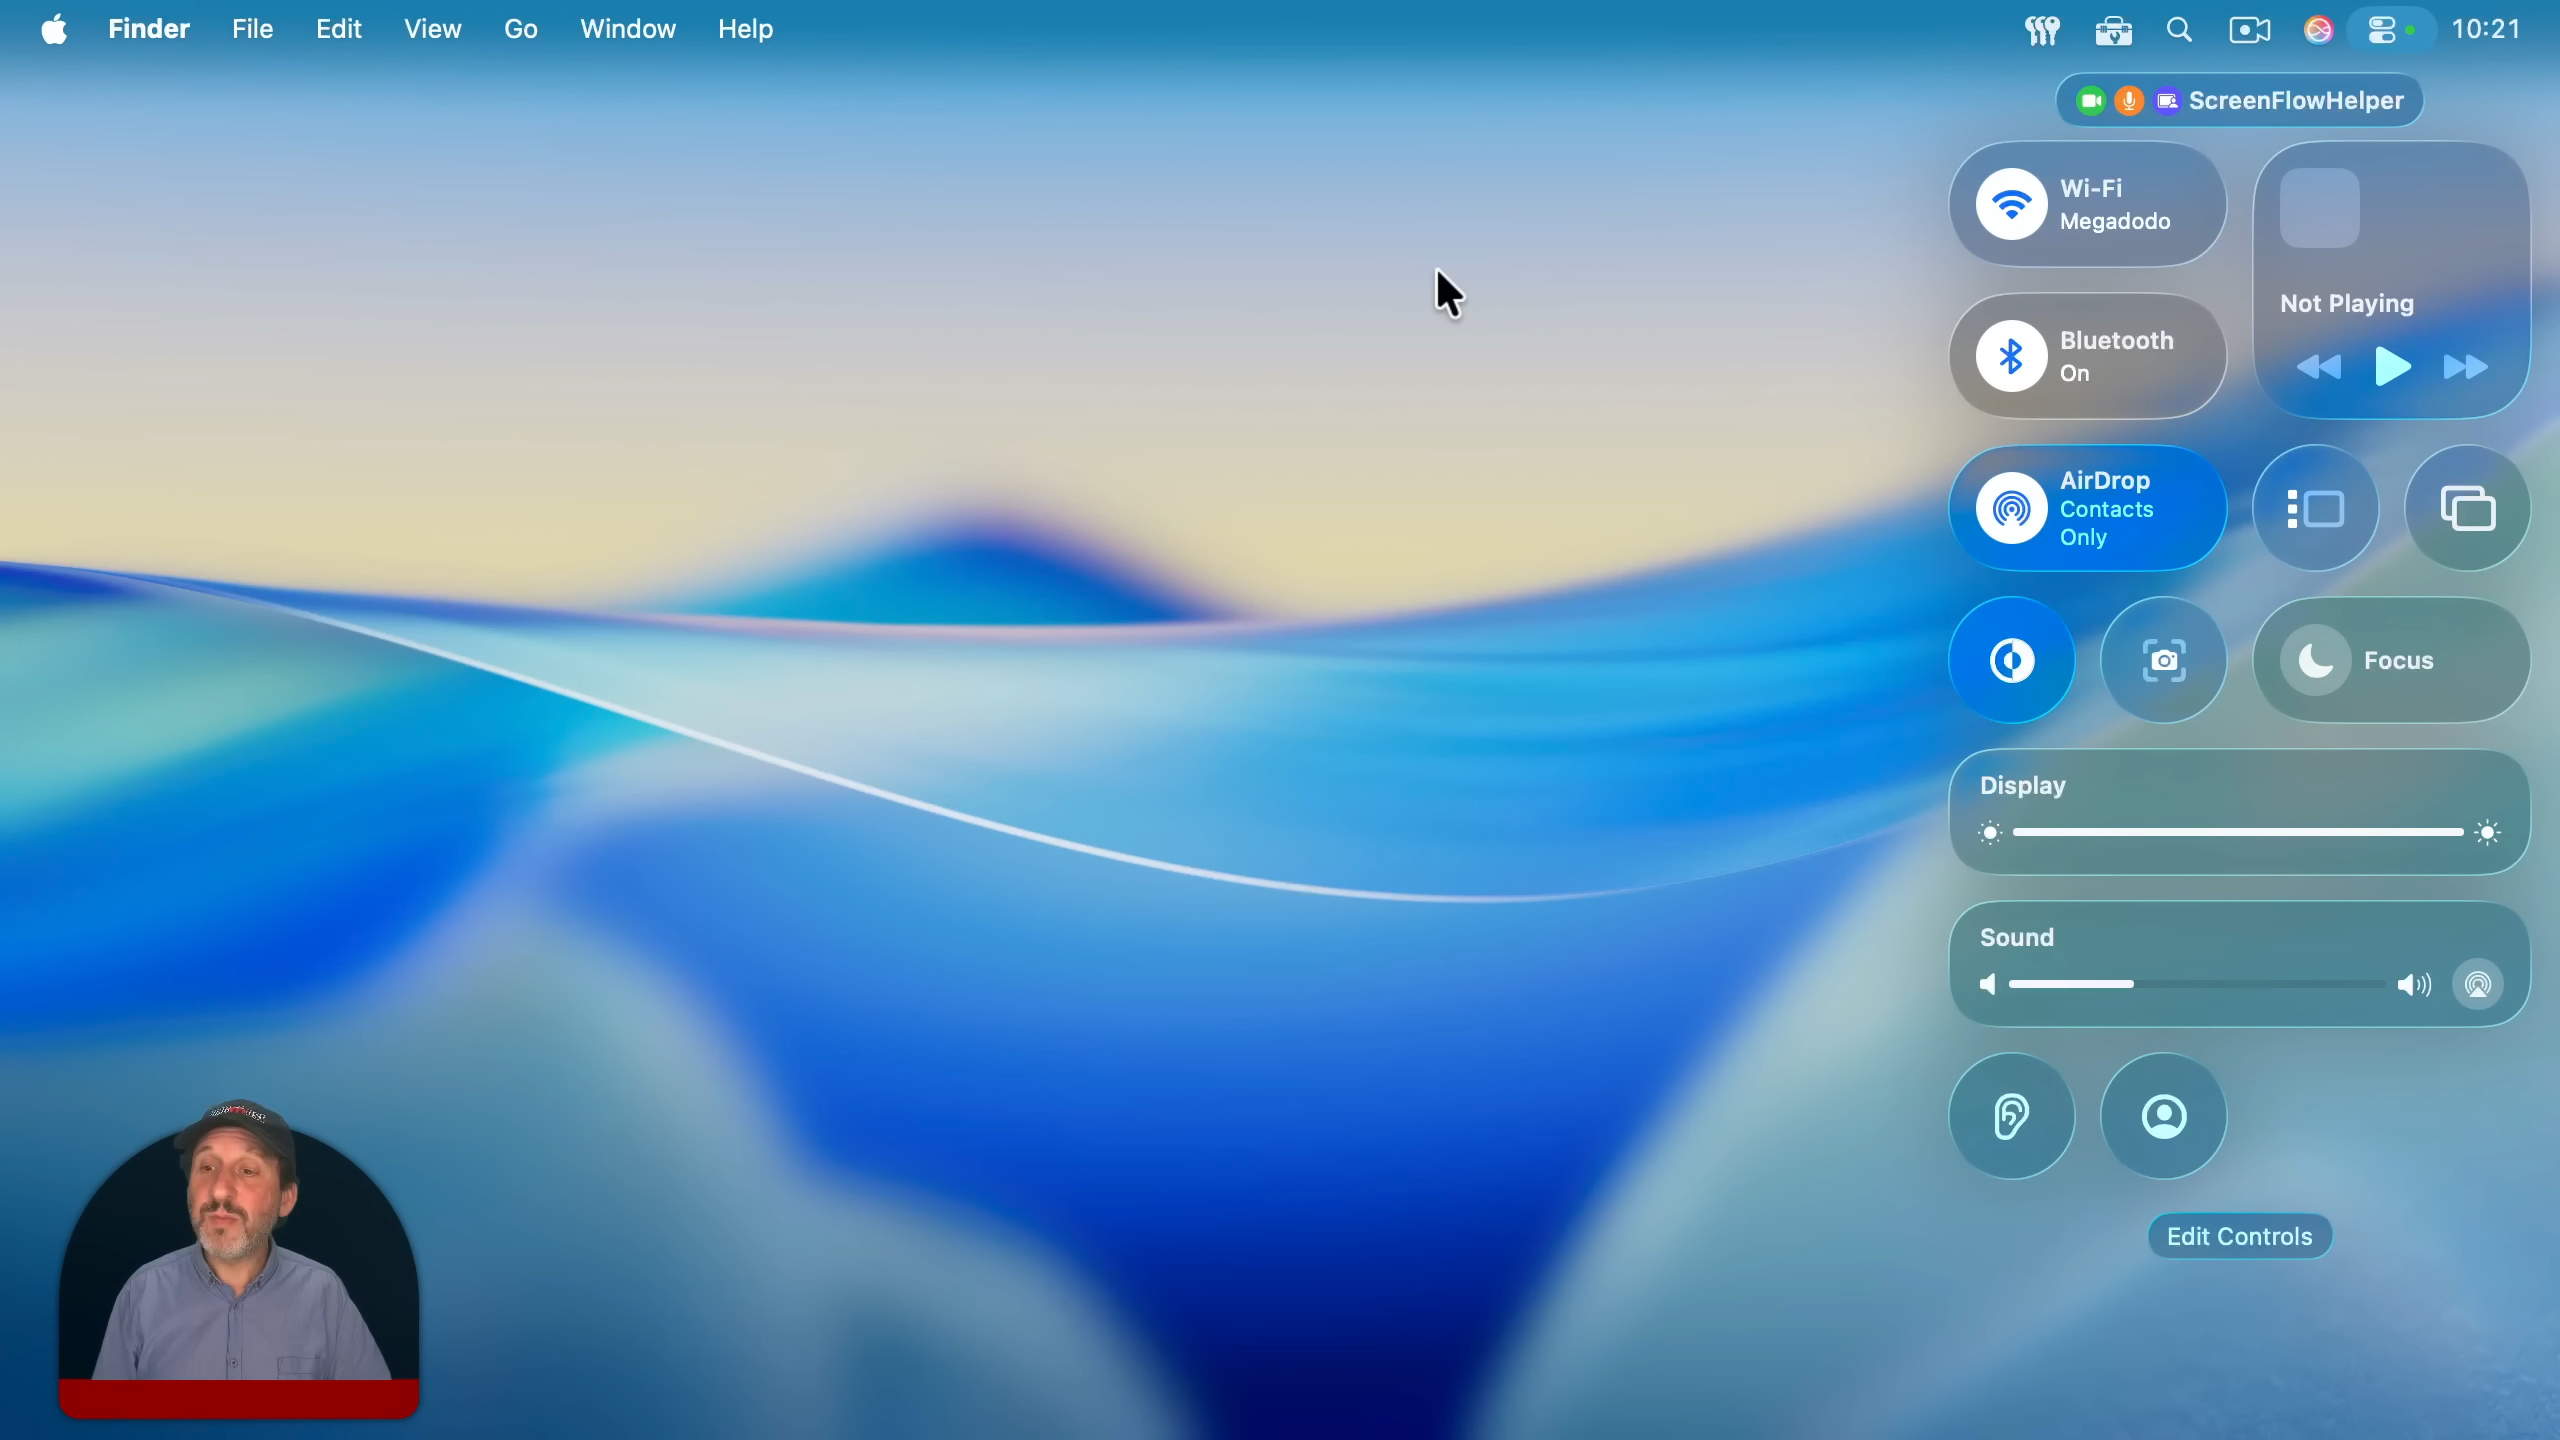 Finder File Edit View Go Window Help 10:21
ScreenFlowHelper
Wi-Fi
Megadodo
Not Playing
Bluetooth
On
AirDrop
Contacts
Only
Focus
Display
Sound
Edit Controls